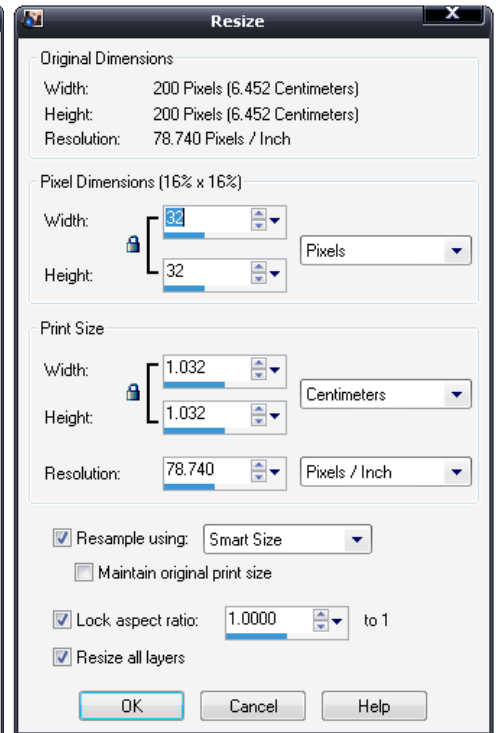 Resize
X
Original Dimensions
Width: 200 Pixels (6.452 Centimeters)
Height: 200 Pixels (6.452 Centimeters)
Resolution: 78.740 Pixels / Inch
Pixel Dimensions (16% x 16%)
Width: 32
Pixels
Height: 32
Print Size
Width: 1.032
Centimeters
Height: 1.032
Resolution: 78.740 Pixels / Inch
Resample using: Smart Size
Maintain original print size
Lock aspect ratio: 1.0000 to 1
Resize all layers
OK Cancel Help